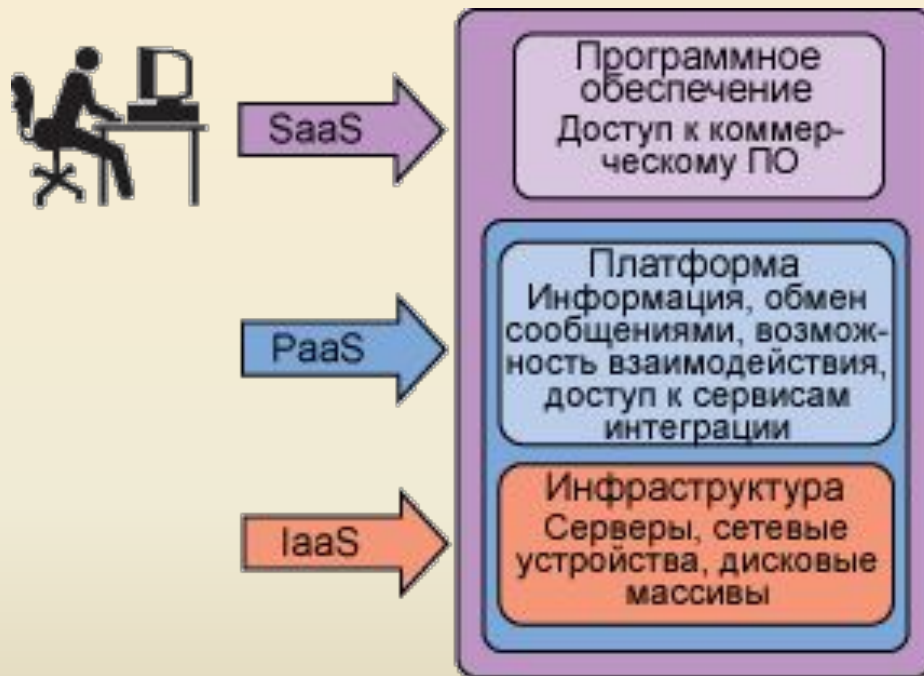 SaaS
Программное
обеспечение
Доступ к коммер-
ческому ПО
PaaS
Платформа
Информация, обмен
сообщениями, возмож-
ность взаимодействия,
доступ к сервисам
интеграции
IaaS
Инфраструктура
Серверы, сетевые
устройства, дисковые
массивы